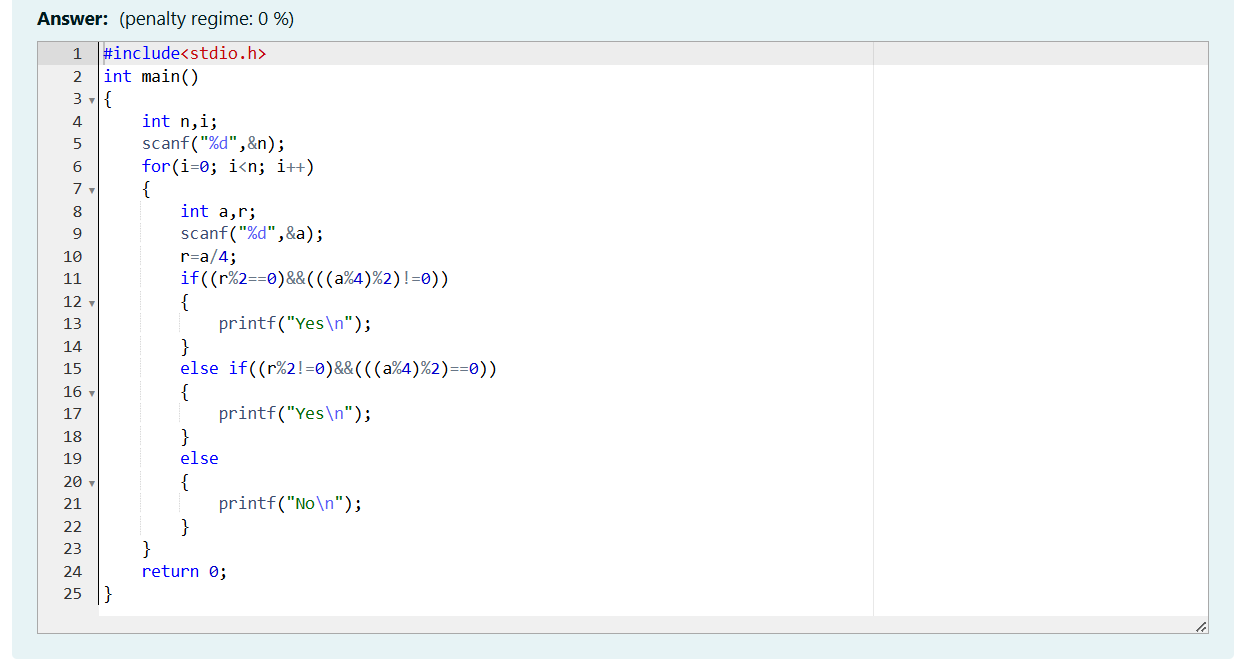 Answer: (penalty regime: 0 %)
1 #include<stdio.h>
2 int main()
3 {
4     int n,i;
5     scanf("%d",&n);
6     for(i=0; i<n; i++)
7     {
8         int a,r;
9         scanf("%d",&a);
10         r=a/4;
11         if((r%2==0)&&(((a%4)%2)!=0))
12         {
13             printf("Yes\n");
14         }
15         else if((r%2!=0)&&(((a%4)%2)==0))
16         {
17             printf("Yes\n");
18         }
19         else
20         {
21             printf("No\n");
22         }
23     }
24     return 0;
25 }